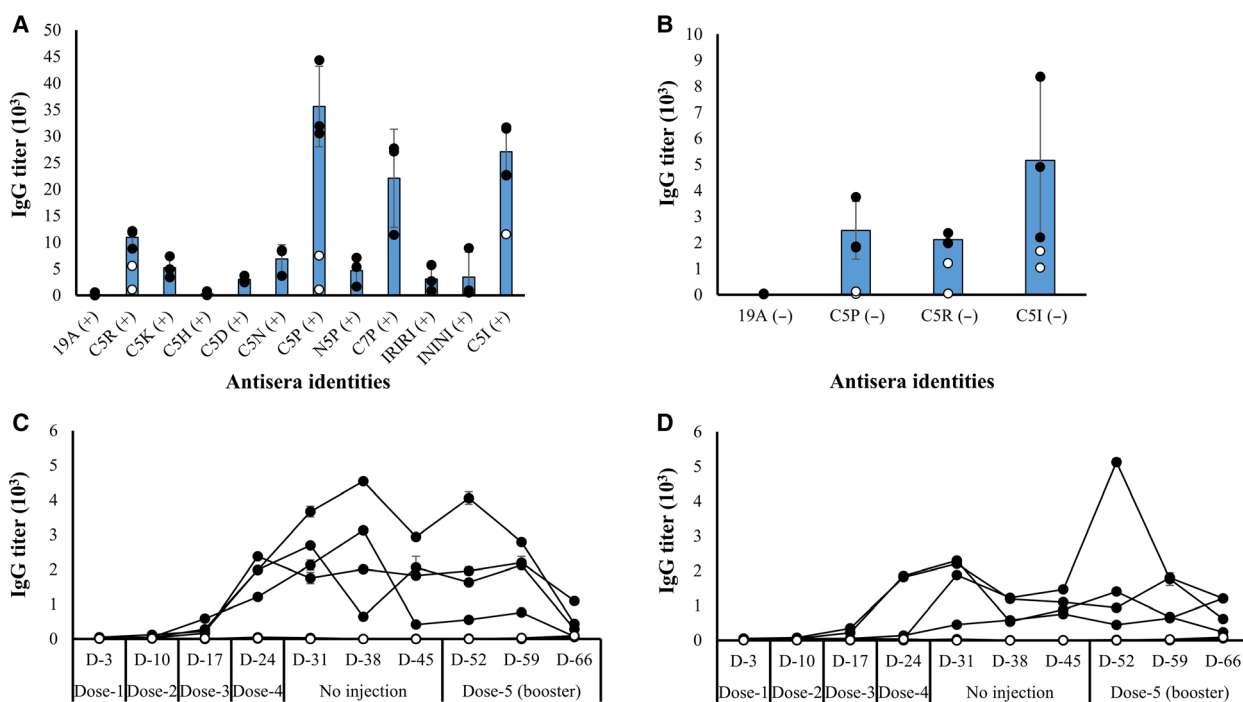 A
50
45
40
35
30
25
20
15
10
5
0
IgG titer (10³)
19A (+) C5R (+) C5K (+) C5H (+) C5D (+) C5N (+) C5P (+) N5P (+) C7P (+) IRIRI (+) ININI (+) C5I (+)
Antisera identities
B
10
9
8
7
6
5
4
3
2
1
0
IgG titer (10³)
19A (–) C5P (–) C5R (–) C5I (–)
Antisera identities
C
6
5
4
3
2
1
0
IgG titer (10³)
D-3 D-10 D-17 D-24 D-31 D-38 D-45 D-52 D-59 D-66
Dose-1 Dose-2 Dose-3 Dose-4 No injection Dose-5 (booster)
D
6
5
4
3
2
1
0
IgG titer (10³)
D-3 D-10 D-17 D-24 D-31 D-38 D-45 D-52 D-59 D-66
Dose-1 Dose-2 Dose-3 Dose-4 No injection Dose-5 (booster)